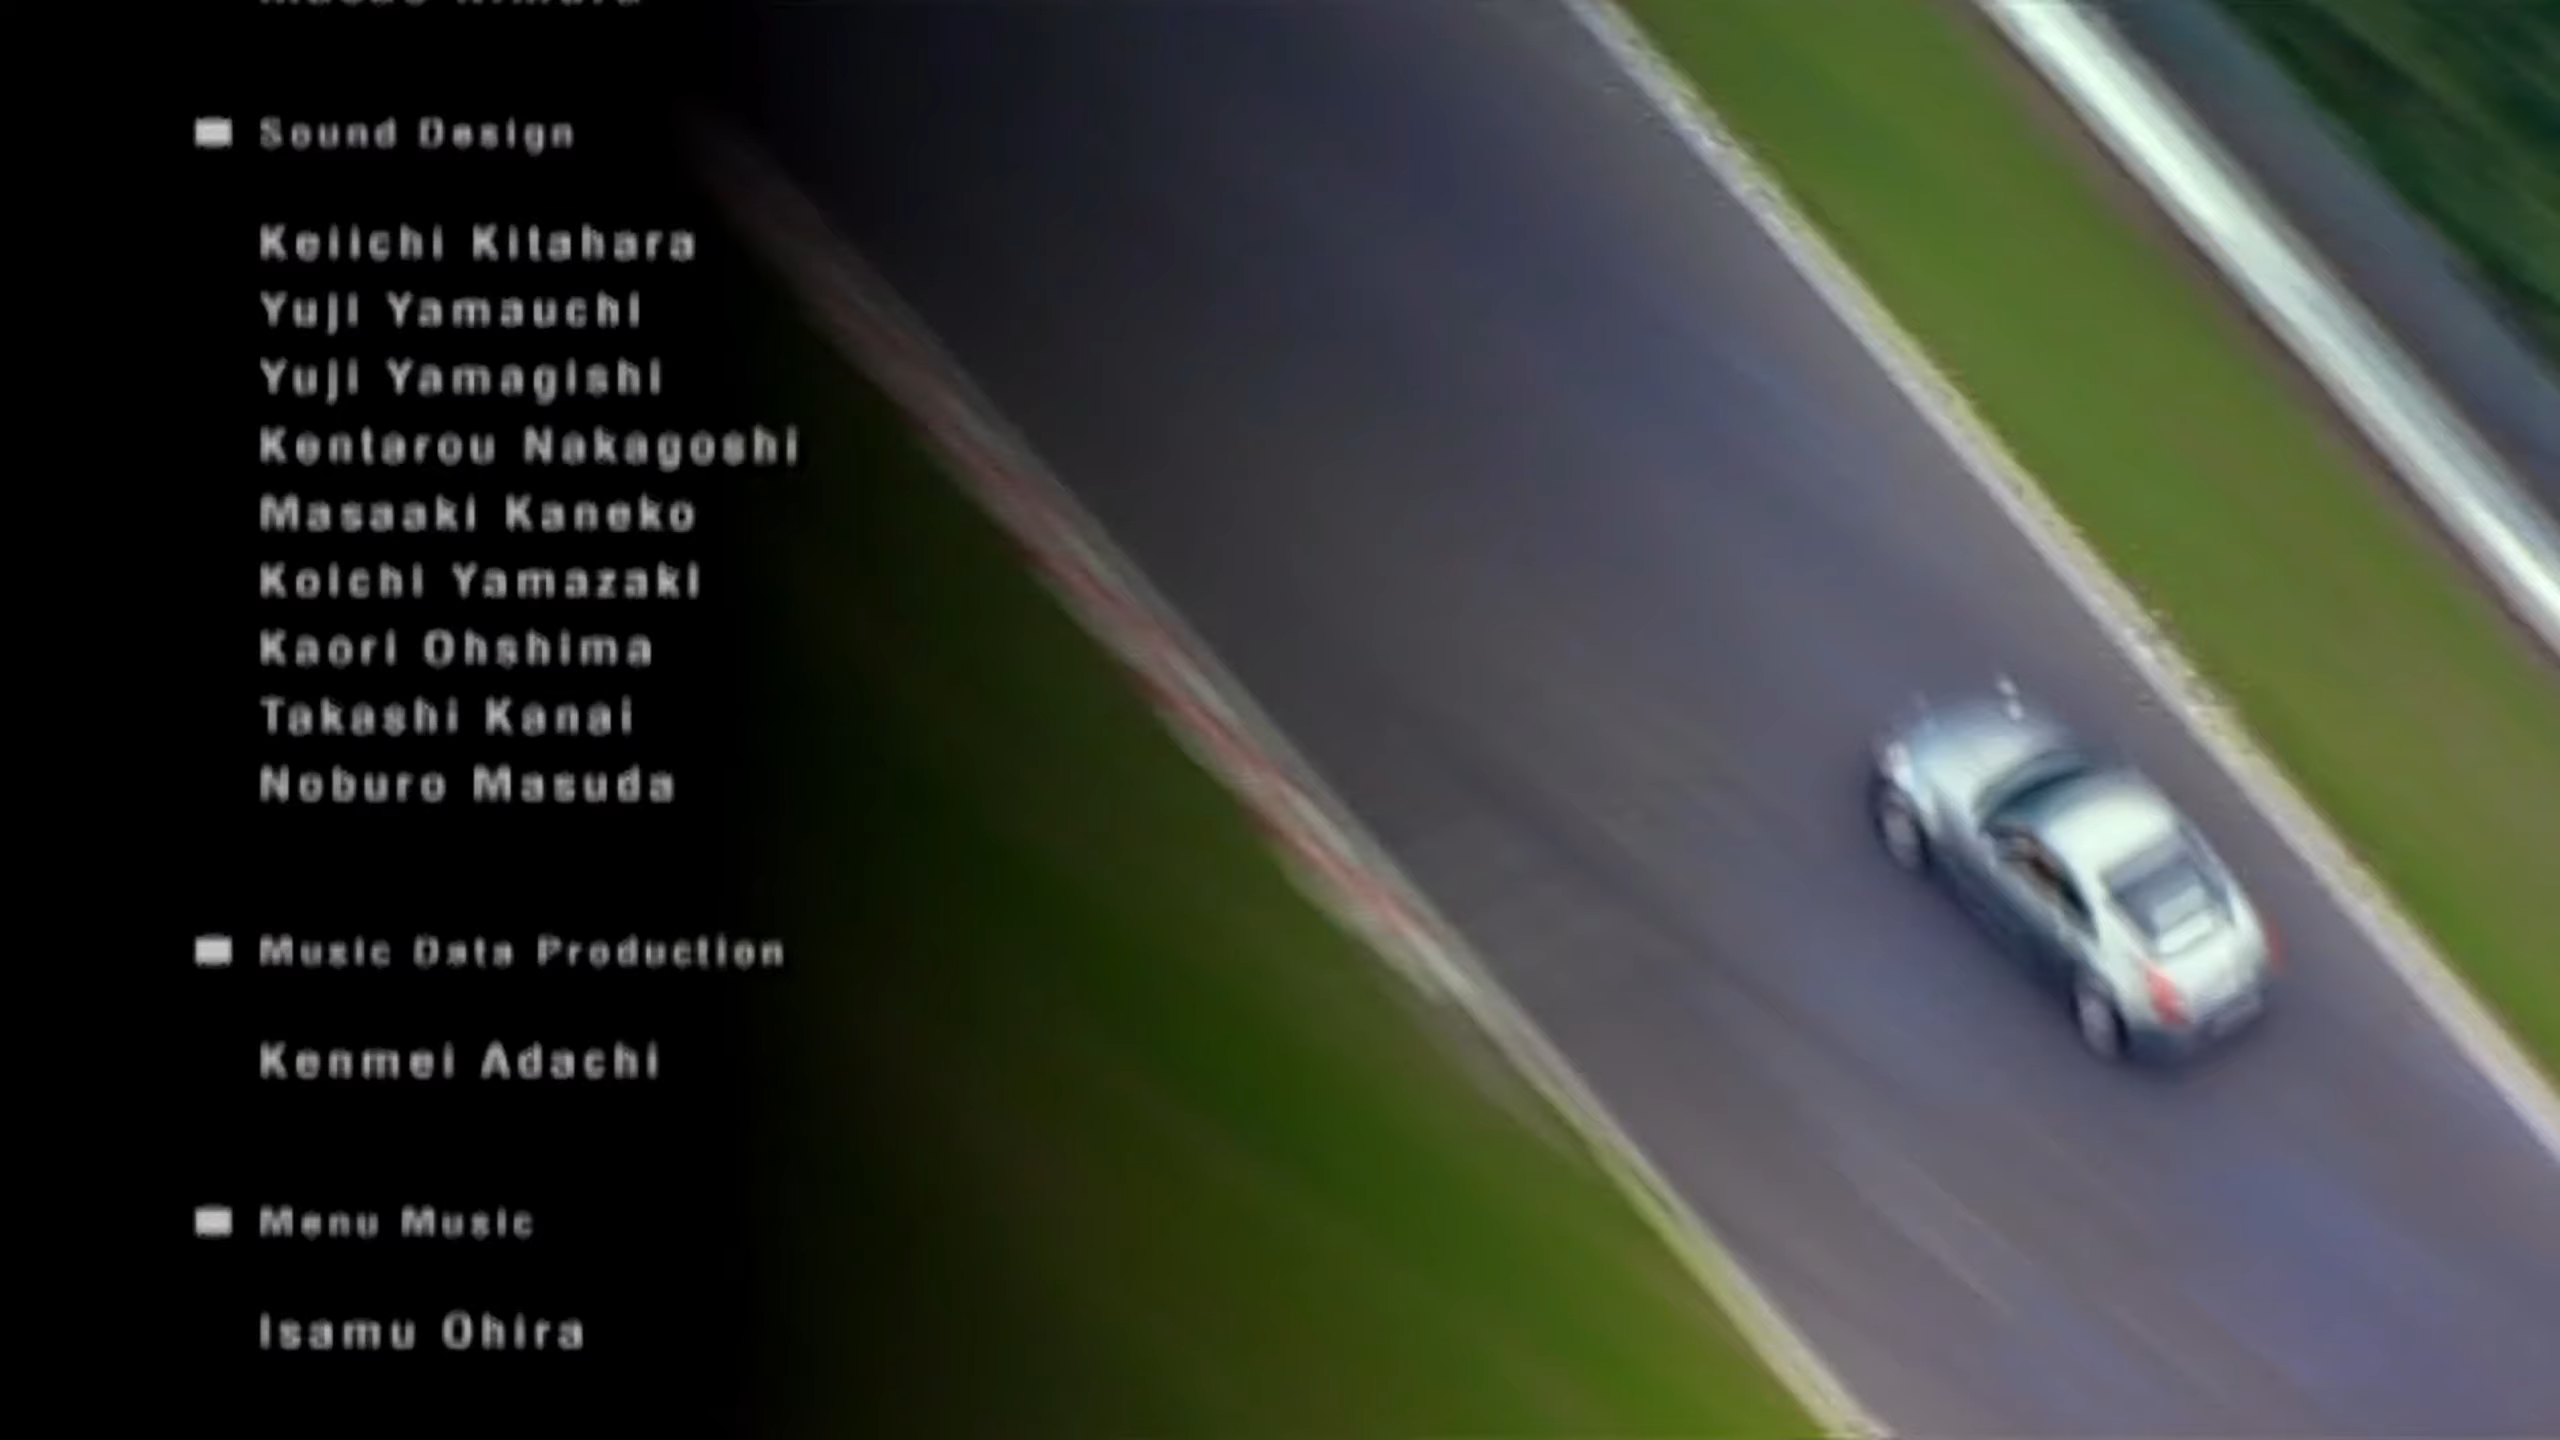 Sound Design
Keiichi Kitahara
Yuji Yamauchi
Yuji Yamagishi
Kentarou Nakagoshi
Masaaki Kaneko
Koichi Yamazaki
Kaori Ohshima
Takashi Kanai
Noburo Masuda
Music Data Production
Kenmei Adachi
Menu Music
Isamu Ohira